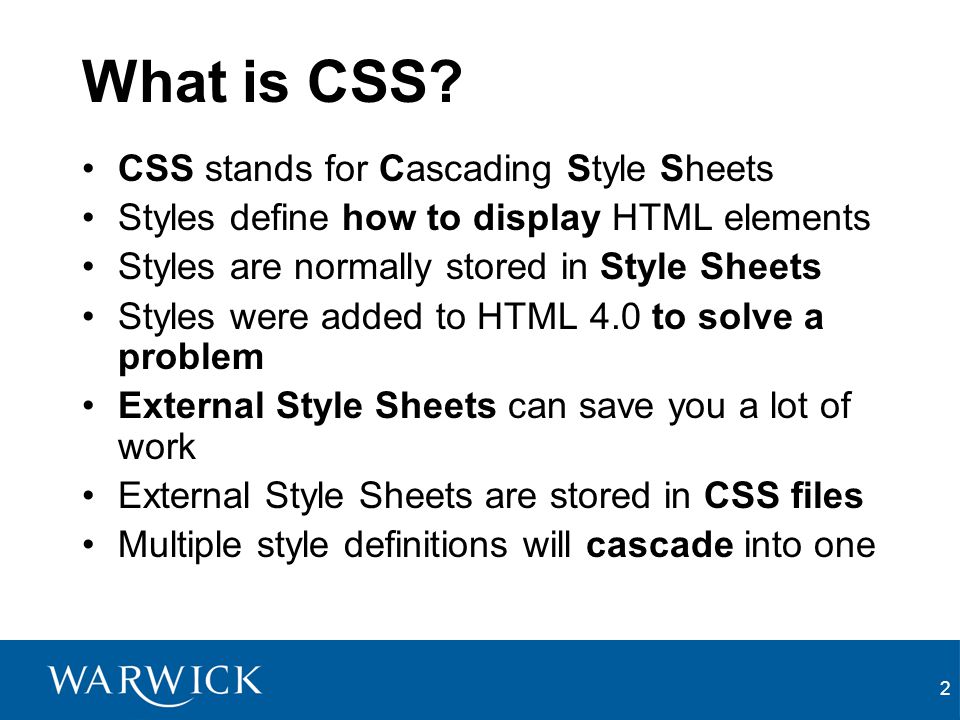 What is CSS?
• CSS stands for Cascading Style Sheets
• Styles define how to display HTML elements
• Styles are normally stored in Style Sheets
• Styles were added to HTML 4.0 to solve a
problem
• External Style Sheets can save you a lot of
work
• External Style Sheets are stored in CSS files
• Multiple style definitions will cascade into one
WARWICK
2